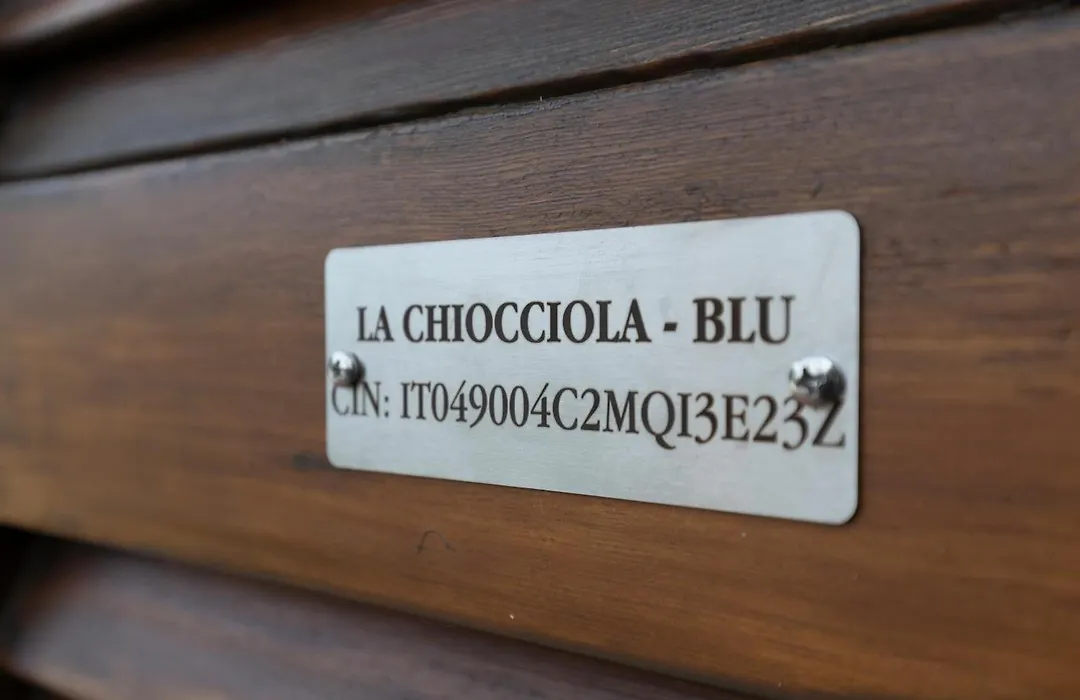 LA CHIOCCIOLA - BLU
CIN: IT049004C2MQI3E23Z